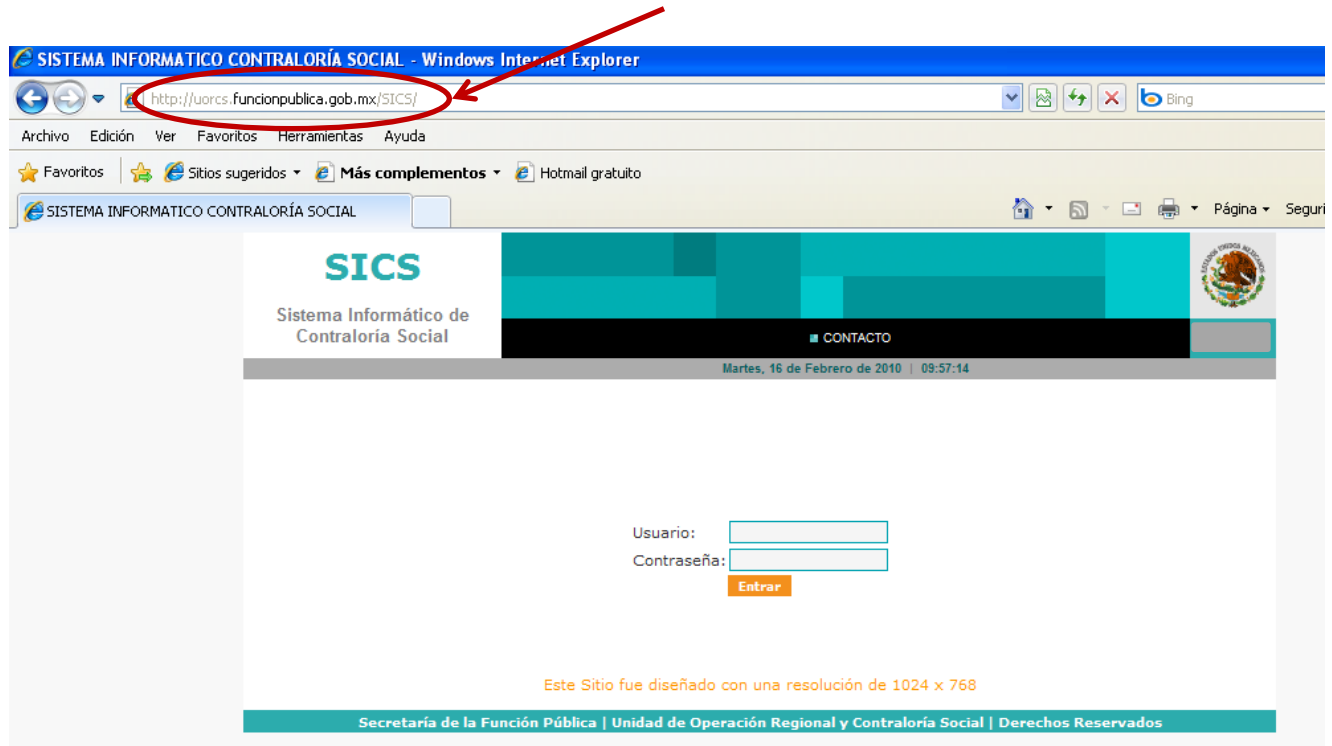 SISTEMA INFORMATICO CONTRALORÍA SOCIAL - Windows Internet Explorer
http://uorcs.funcionpublica.gob.mx/SICS/
Bing
Archivo Edición Ver Favoritos Herramientas Ayuda
Favoritos Sitios sugeridos Más complementos Hotmail gratuito
SISTEMA INFORMATICO CONTRALORÍA SOCIAL
Página Seguri
SICS
Sistema Informático de
Contraloría Social
ESTADOS UNIDOS MEXICANOS
CONTACTO
Martes, 16 de Febrero de 2010 | 09:57:14
Usuario:
Contraseña:
Entrar
Este Sitio fue diseñado con una resolución de 1024 x 768
Secretaría de la Función Pública | Unidad de Operación Regional y Contraloría Social | Derechos Reservados